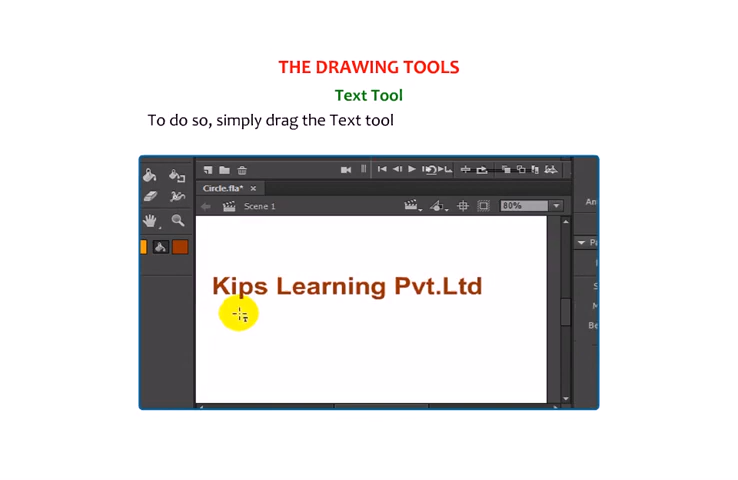 THE DRAWING TOOLS
Text Tool
To do so, simply drag the Text tool
Circle.fla*
Scene 1
80%
Kips Learning Pvt.Ltd